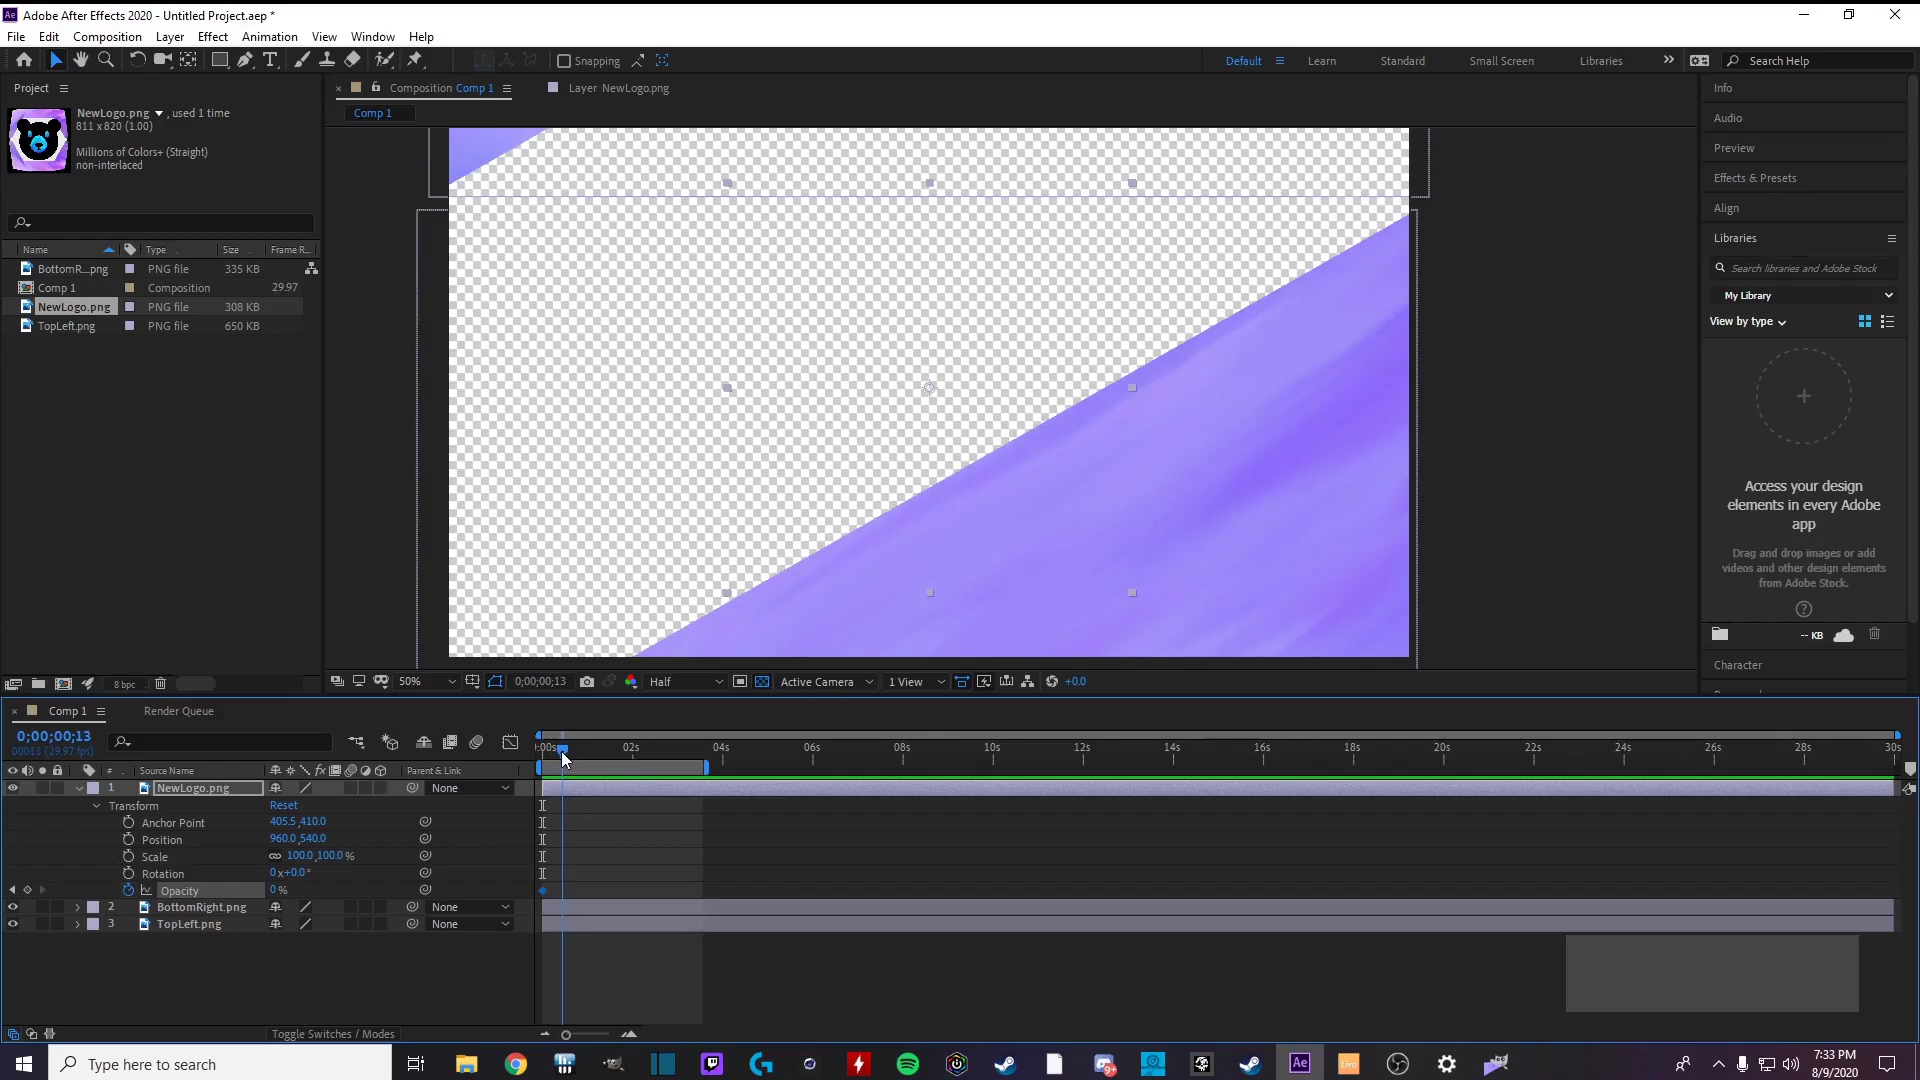 Adobe After Effects 2020 - Untitled Project.aep *
File Edit Composition Layer Effect Animation View Window Help
Snapping
Default Learn Standard Small Screen Libraries Search Help
Project
NewLogo.png , used 1 time
811 x 820 (1.00)
Millions of Colors+ (Straight)
non-interlaced
Name Type Size Frame R...
BottomR...png PNG file 335 KB
Comp 1 Composition 29.97
NewLogo.png PNG file 308 KB
TopLeft.png PNG file 650 KB
8 bpc
Composition Comp 1
Layer NewLogo.png
Comp 1
50% 0;00;00;13 Half Active Camera 1 View +0.0
Info
Audio
Preview
Effects & Presets
Align
Libraries
Search libraries and Adobe Stock
My Library
View by type
Access your design
elements in every Adobe
app
Drag and drop images or add
videos and other design elements
from Adobe Stock.
-- KB
Character
Comp 1 Render Queue
0;00;00;13
00013 (29.97 fps)
# Source Name Parent & Link
:00s 02s 04s 06s 08s 10s 12s 14s 16s 18s 20s 22s 24s 26s 28s 30s
1 NewLogo.png None
Transform Reset
Anchor Point 405.5,410.0
Position 960.0,540.0
Scale 100.0,100.0 %
Rotation 0x+0.0°
Opacity 0 %
2 BottomRight.png None
3 TopLeft.png None
Toggle Switches / Modes
Type here to search
Ae
Live
9+
7:33 PM
8/9/2020